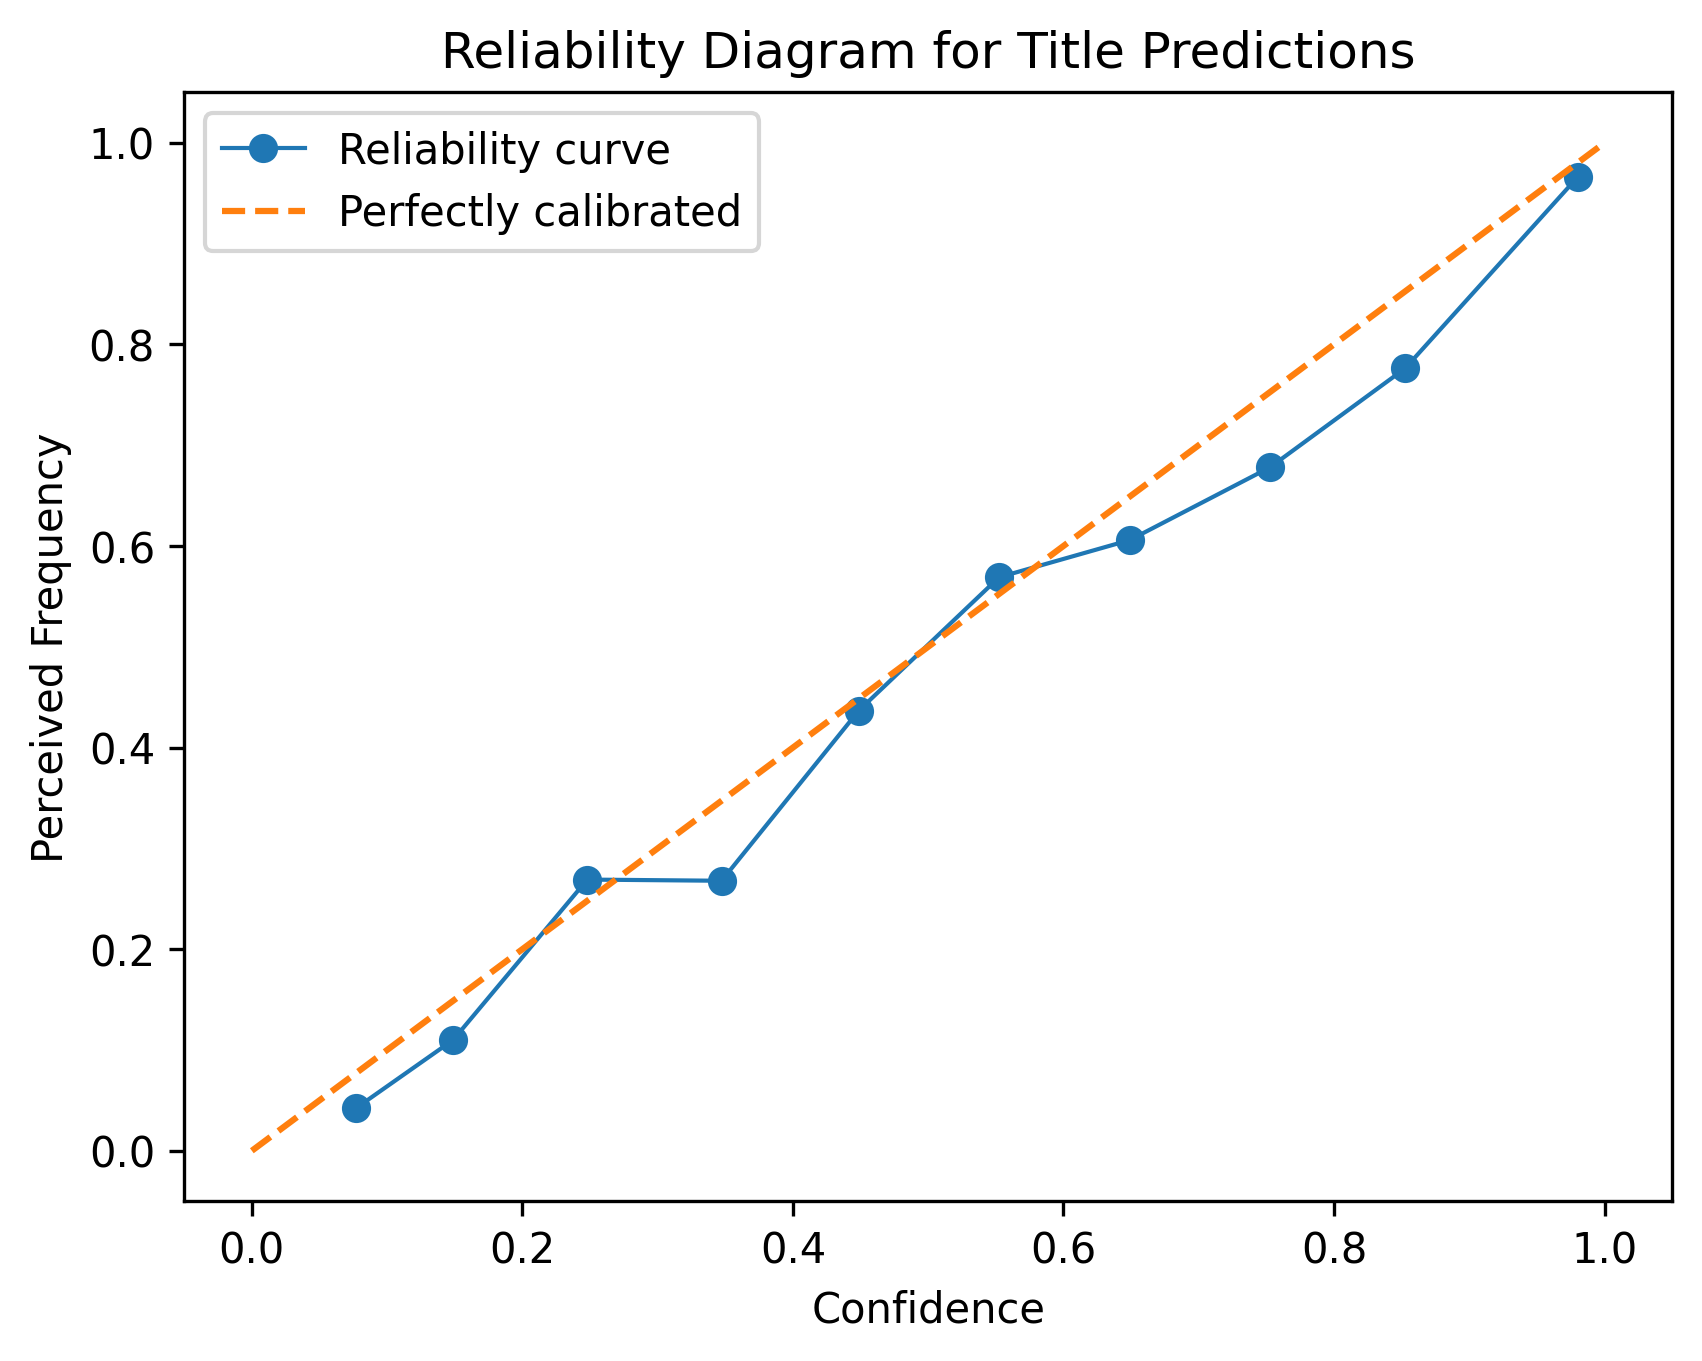 Reliability Diagram for Title Predictions
Reliability curve
Perfectly calibrated
1.0
0.8
0.6
0.4
0.2
0.0
Perceived Frequency
0.0 0.2 0.4 0.6 0.8 1.0
Confidence